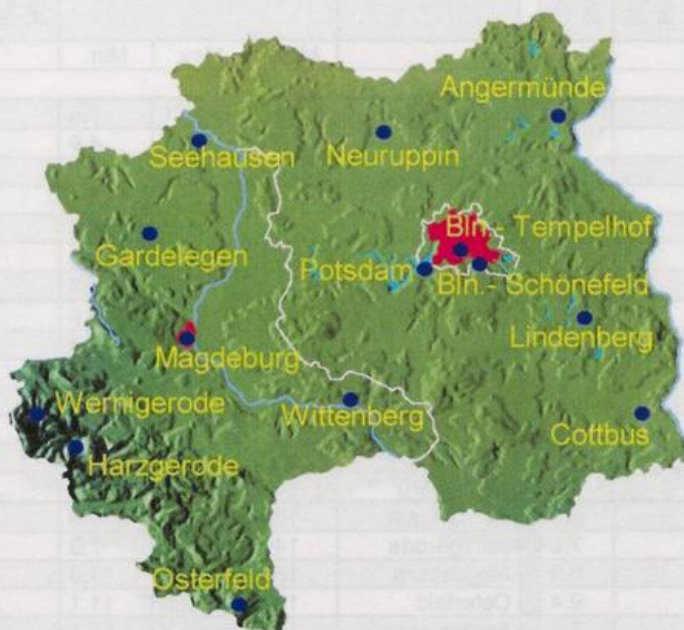 Angermünde
Seehausen
Neuruppin
Bln.- Tempelhof
Gardelegen
Potsdam
Bln.- Schönefeld
Lindenberg
Magdeburg
Wernigerode
Wittenberg
Cottbus
Harzgerode
Osterfeld